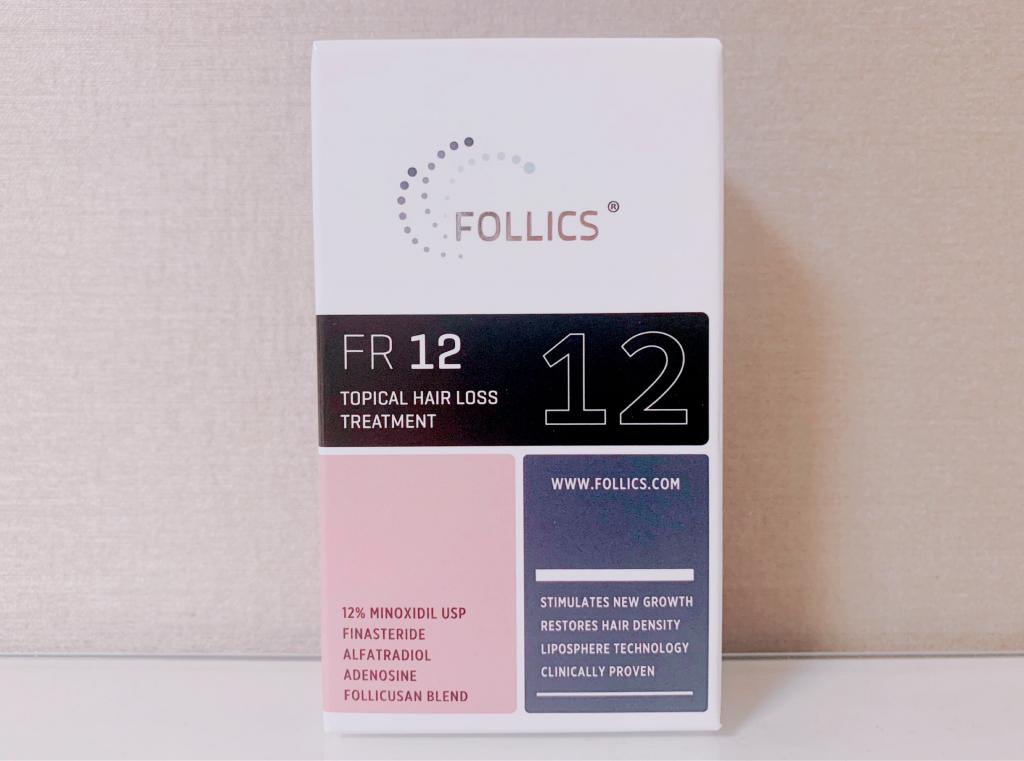 FOLLICS®
FR 12
TOPICAL HAIR LOSS
TREATMENT
12
12% MINOXIDIL USP
FINASTERIDE
ALFATRADIOL
ADENOSINE
FOLLICUSAN BLEND
WWW.FOLLICS.COM
STIMULATES NEW GROWTH
RESTORES HAIR DENSITY
LIPOSPHERE TECHNOLOGY
CLINICALLY PROVEN